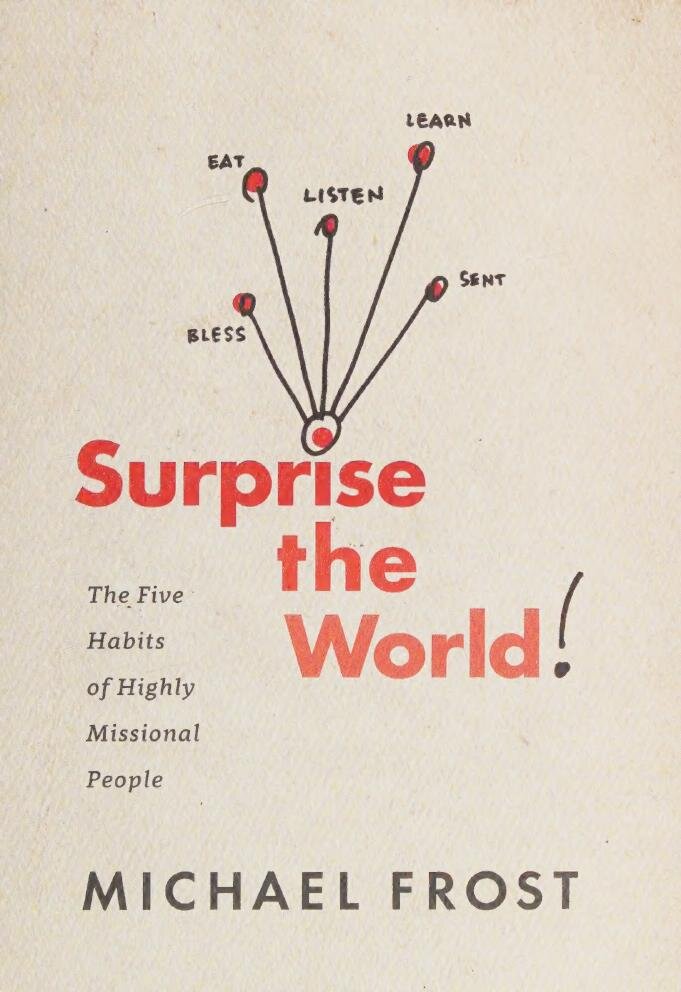 LEARN
EAT
LISTEN
SENT
BLESS
Surprise
the
World!
The Five
Habits
of Highly
Missional
People
MICHAEL FROST